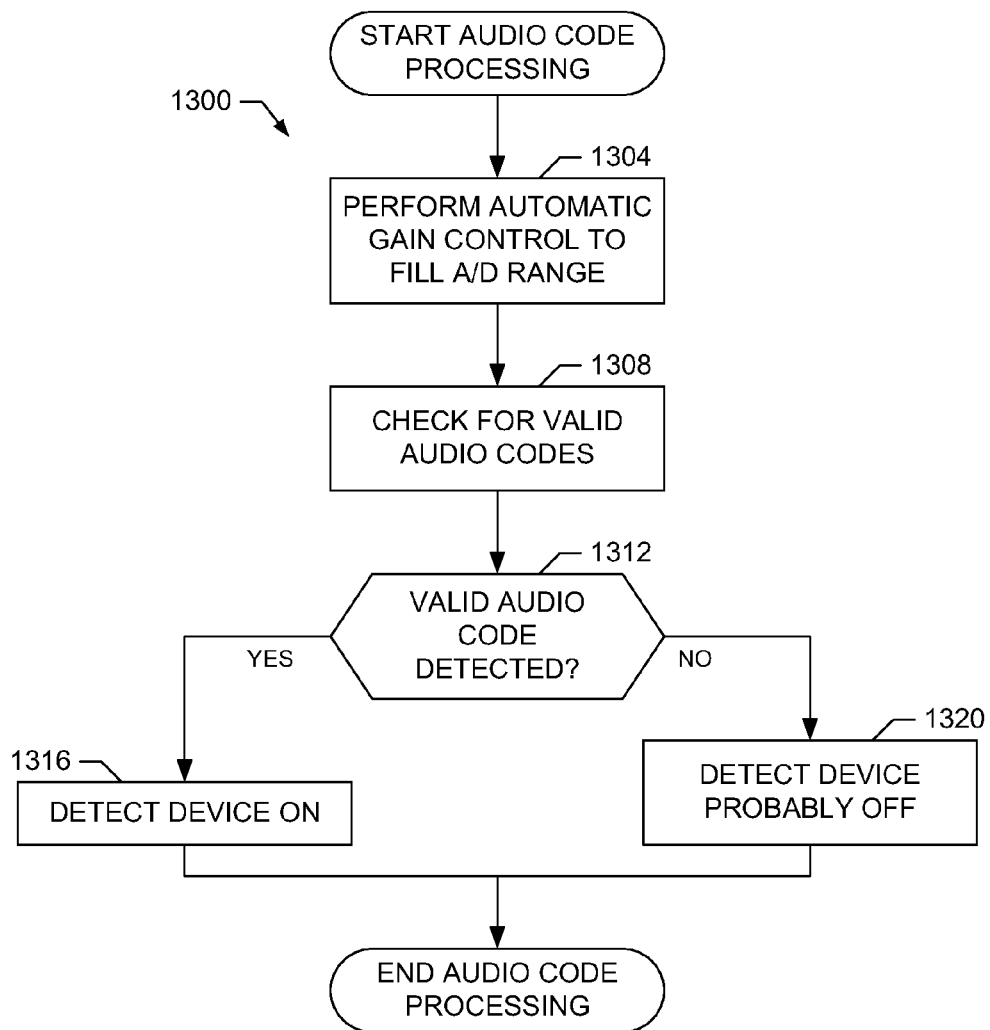 START AUDIO CODE
PROCESSING
1300
1304
PERFORM AUTOMATIC
GAIN CONTROL TO
FILL A/D RANGE
1308
CHECK FOR VALID
AUDIO CODES
1312
VALID AUDIO
CODE
DETECTED?
YES
NO
1316
DETECT DEVICE ON
1320
DETECT DEVICE
PROBABLY OFF
END AUDIO CODE
PROCESSING